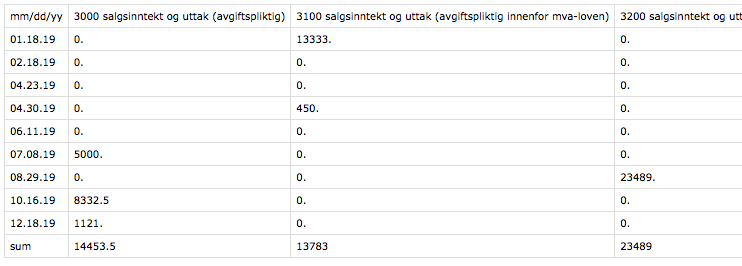 mm/dd/yy 3000 salgsinntekt og uttak (avgiftspliktig) 3100 salgsinntekt og uttak (avgiftspliktig innenfor mva-loven) 3200 salgsinntekt og
01.18.19 0. 13333. 0.
02.18.19 0. 0. 0.
04.23.19 0. 0. 0.
04.30.19 0. 450. 0.
06.11.19 0. 0. 0.
07.08.19 5000. 0. 0.
08.29.19 0. 0. 23489.
10.16.19 8332.5 0. 0.
12.18.19 1121. 0. 0.
sum 14453.5 13783 23489